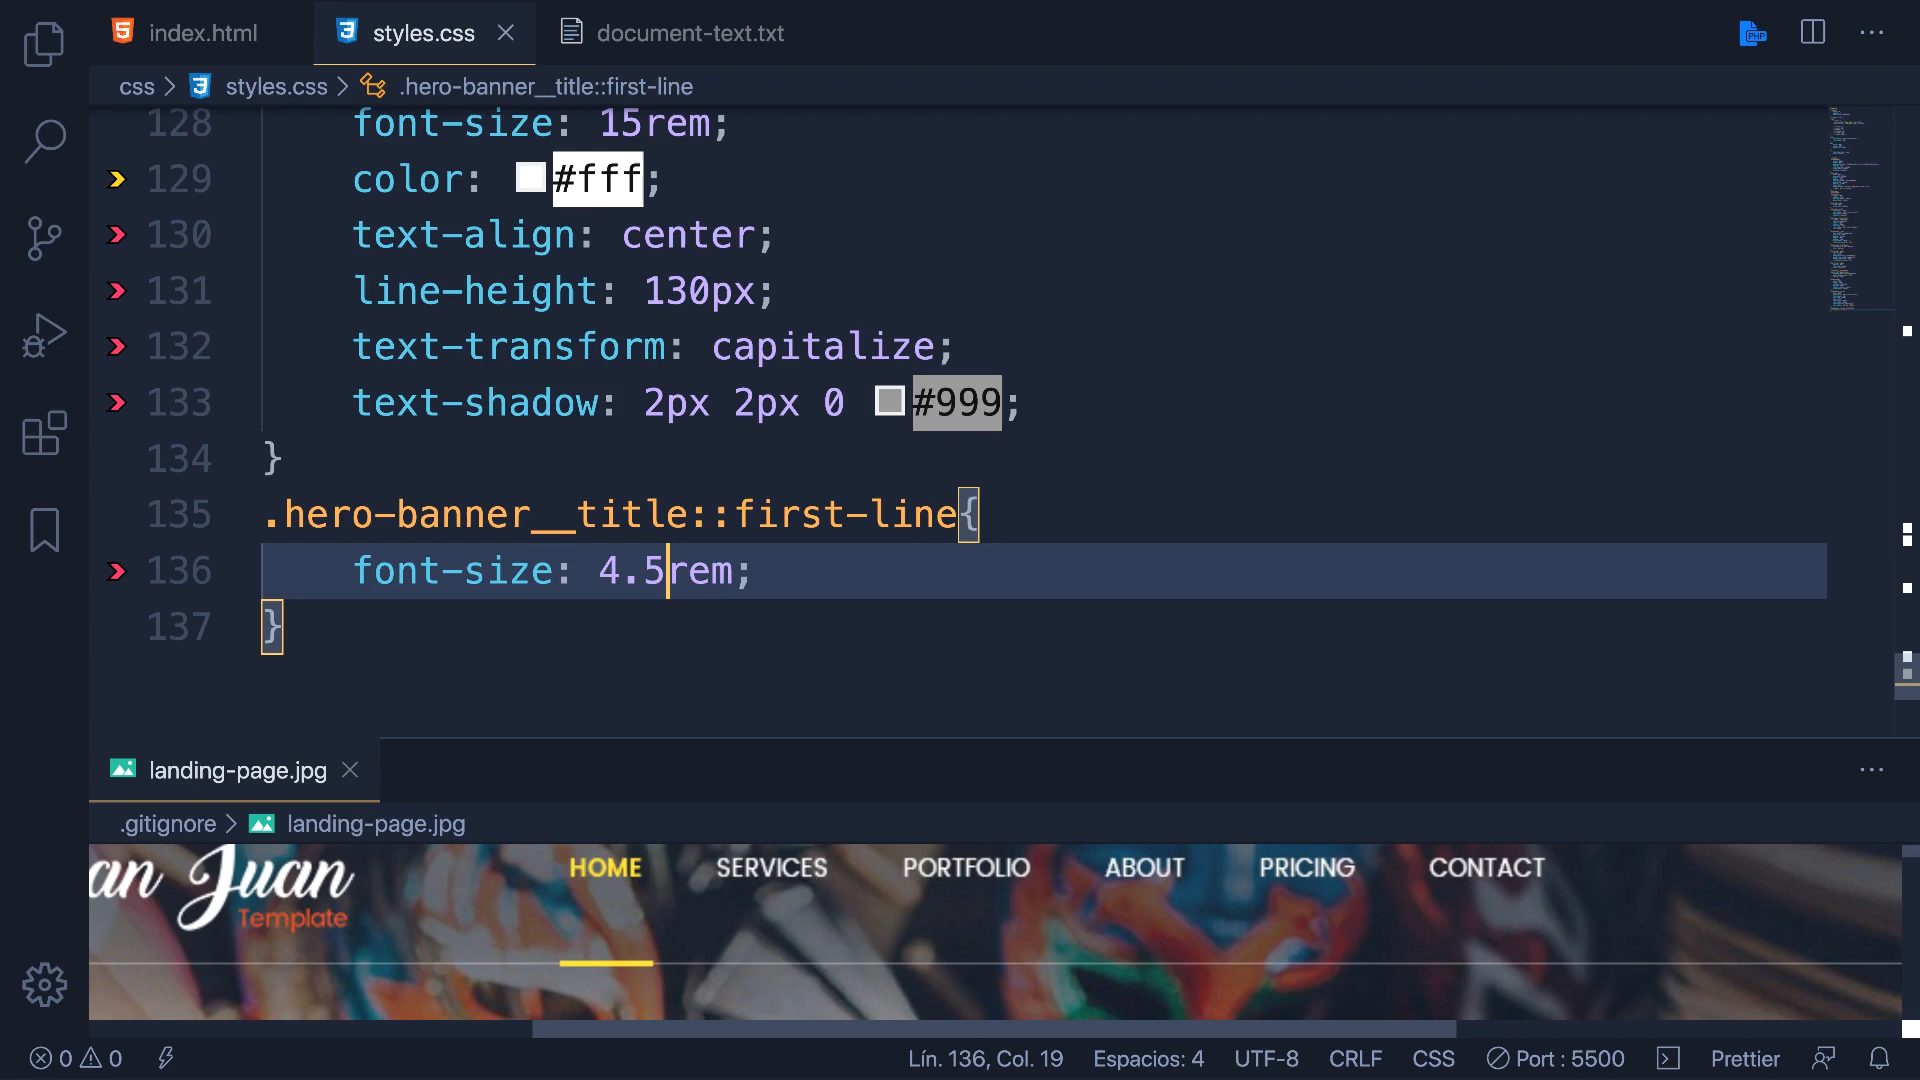 index.html
styles.css
document-text.txt
PHP
css > styles.css > .hero-banner__title::first-line
128 font-size: 15rem;
129 color: #fff;
130 text-align: center;
131 line-height: 130px;
132 text-transform: capitalize;
133 text-shadow: 2px 2px 0 #999;
134 }
135 .hero-banner__title::first-line{
136 font-size: 4.5rem;
137 }
landing-page.jpg
.gitignore > landing-page.jpg
an Juan
Template
HOME SERVICES PORTFOLIO ABOUT PRICING CONTACT
0 0 Lín. 136, Col. 19 Espacios: 4 UTF-8 CRLF CSS Port : 5500 Prettier